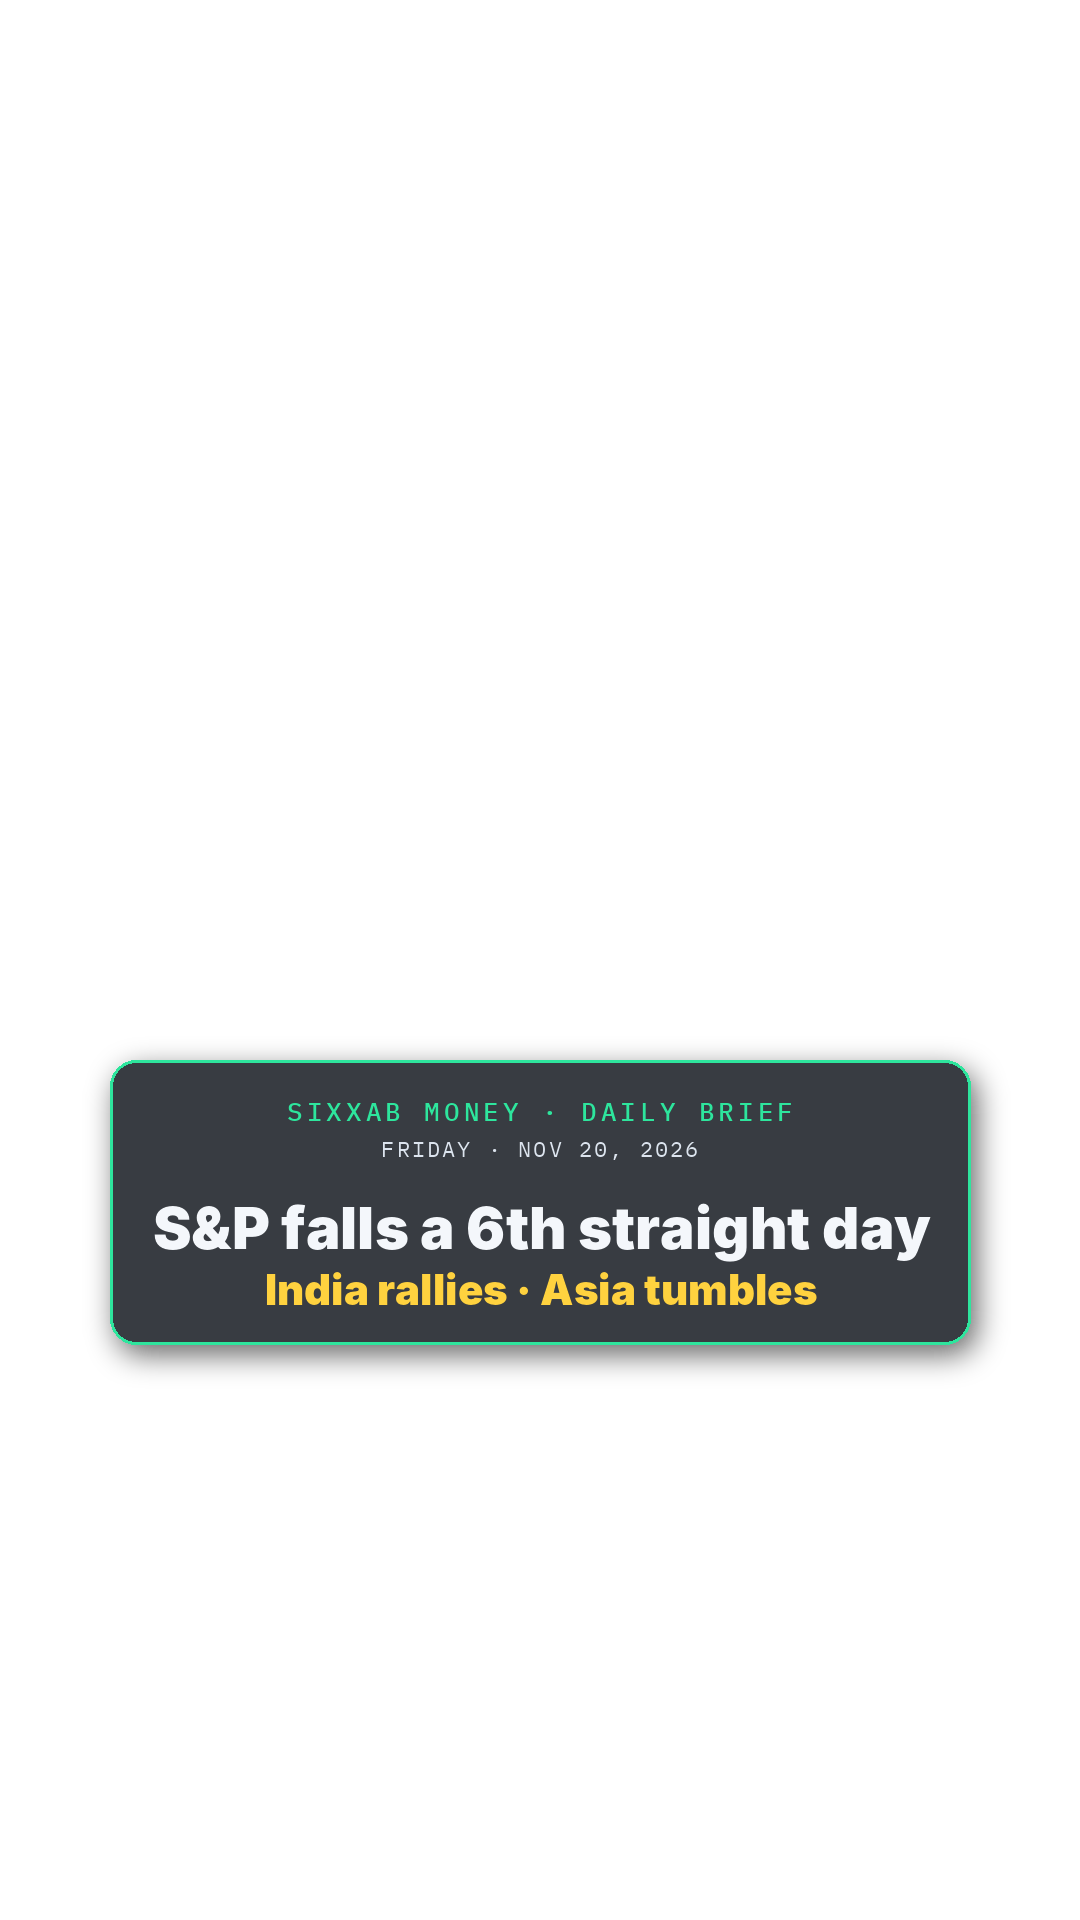 SIXXAB MONEY · DAILY BRIEF
FRIDAY · NOV 20, 2026
S&P falls a 6th straight day
India rallies · Asia tumbles